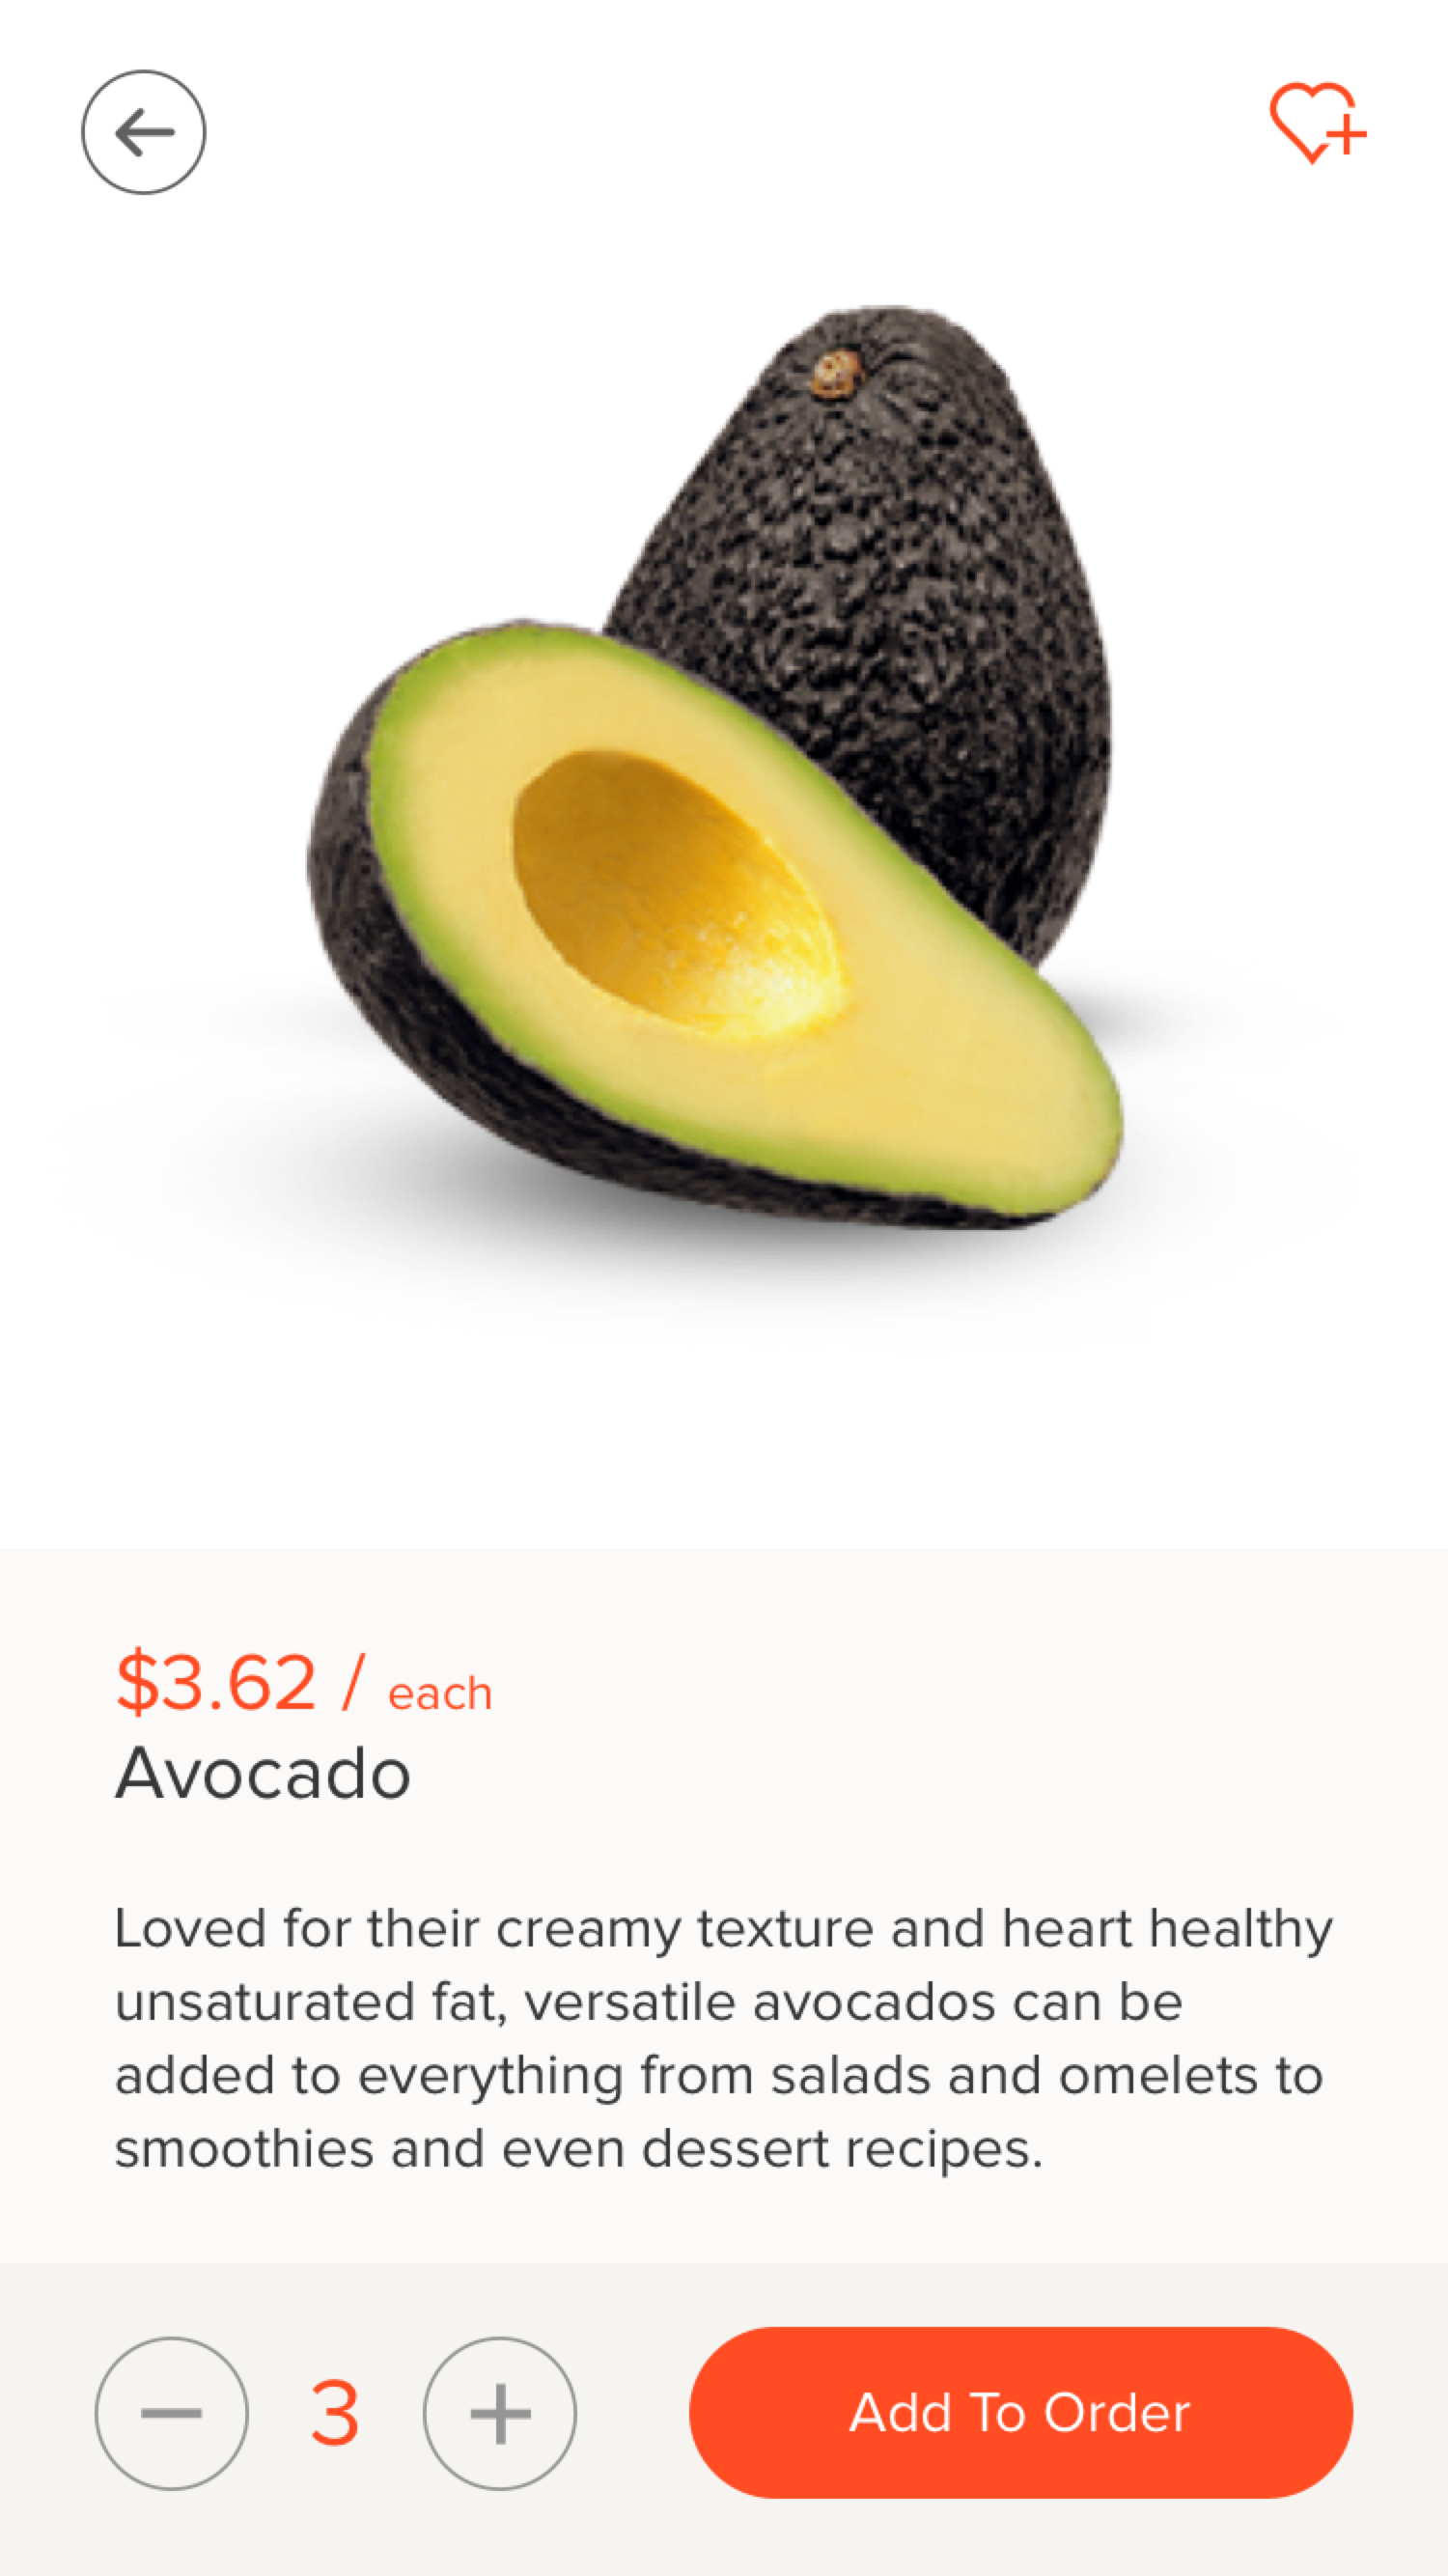 $3.62 / each
Avocado
Loved for their creamy texture and heart healthy
unsaturated fat, versatile avocados can be
added to everything from salads and omelets to
smoothies and even dessert recipes.
3
Add To Order